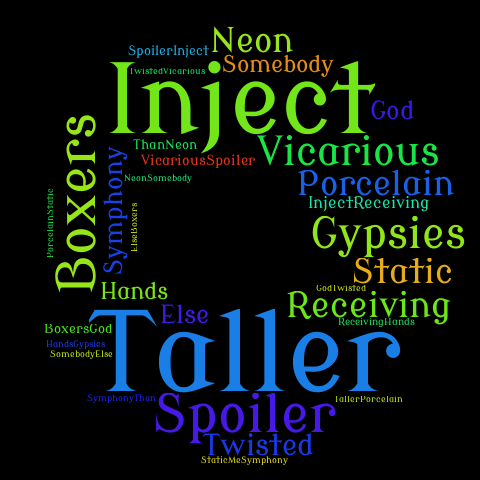 Neon
SpoilerInject
Somebody
TwistedVicarious
Inject
God
ThanNeon
Vicarious
VicariousSpoiler
Boxers
Symphony
NeonSomebody
Porcelain
PorcelainStatic
ElseBoxers
InjectReceiving
Gypsies
Static
Hands
GodTwisted
Receiving
Else
ReceivingHands
BoxersGod
Taller
HandsGypsies
SomebodyElse
SymphonyThan
TallerPorcelain
Spoiler
Twisted
StaticMeSymphony